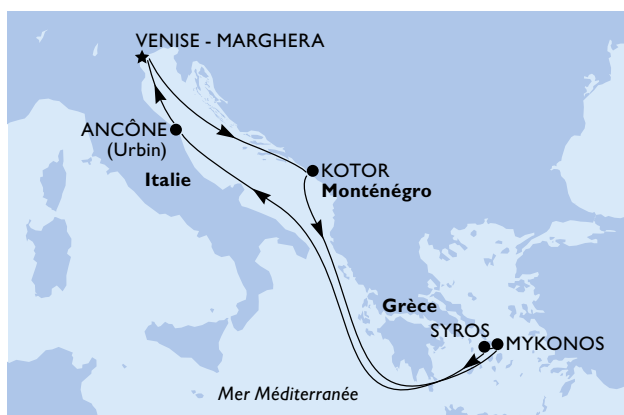 VENISE - MARGHERA
ANCÔNE
(Urbin)
Italie
KOTOR
Monténégro
Grèce
SYROS
MYKONOS
Mer Méditerranée